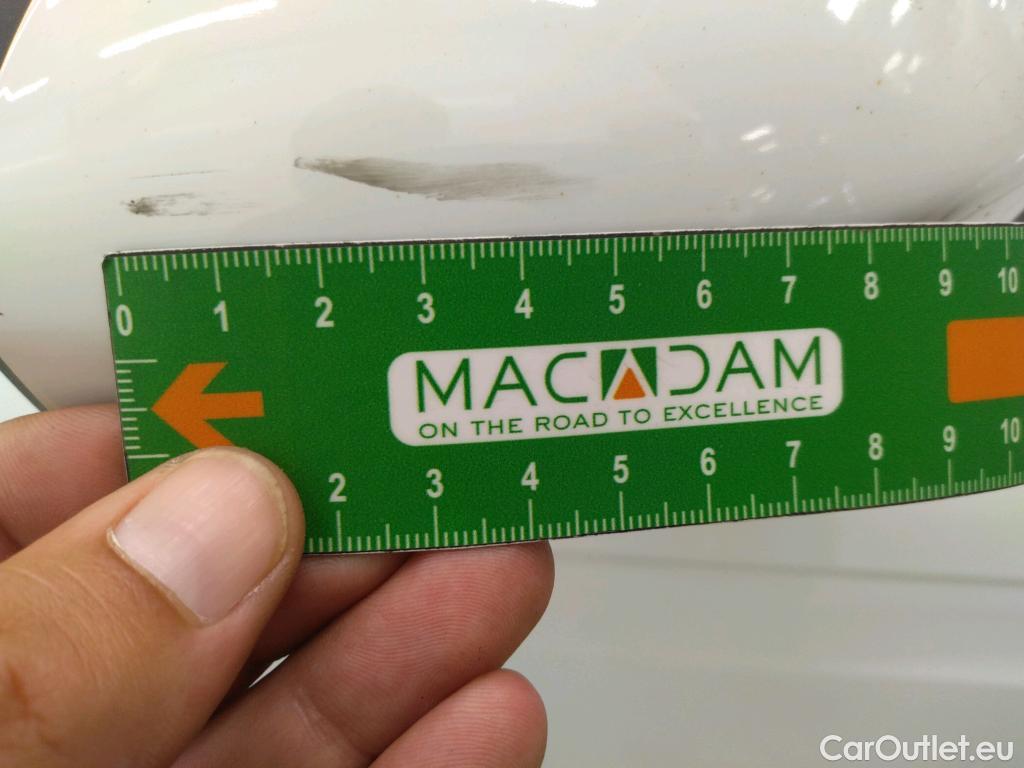 0 1 2 3 4 5 6 7 8 9 10
MACADAM
ON THE ROAD TO EXCELLENCE
2 3 4 5 6 7 8 9 10
CarOutlet.eu